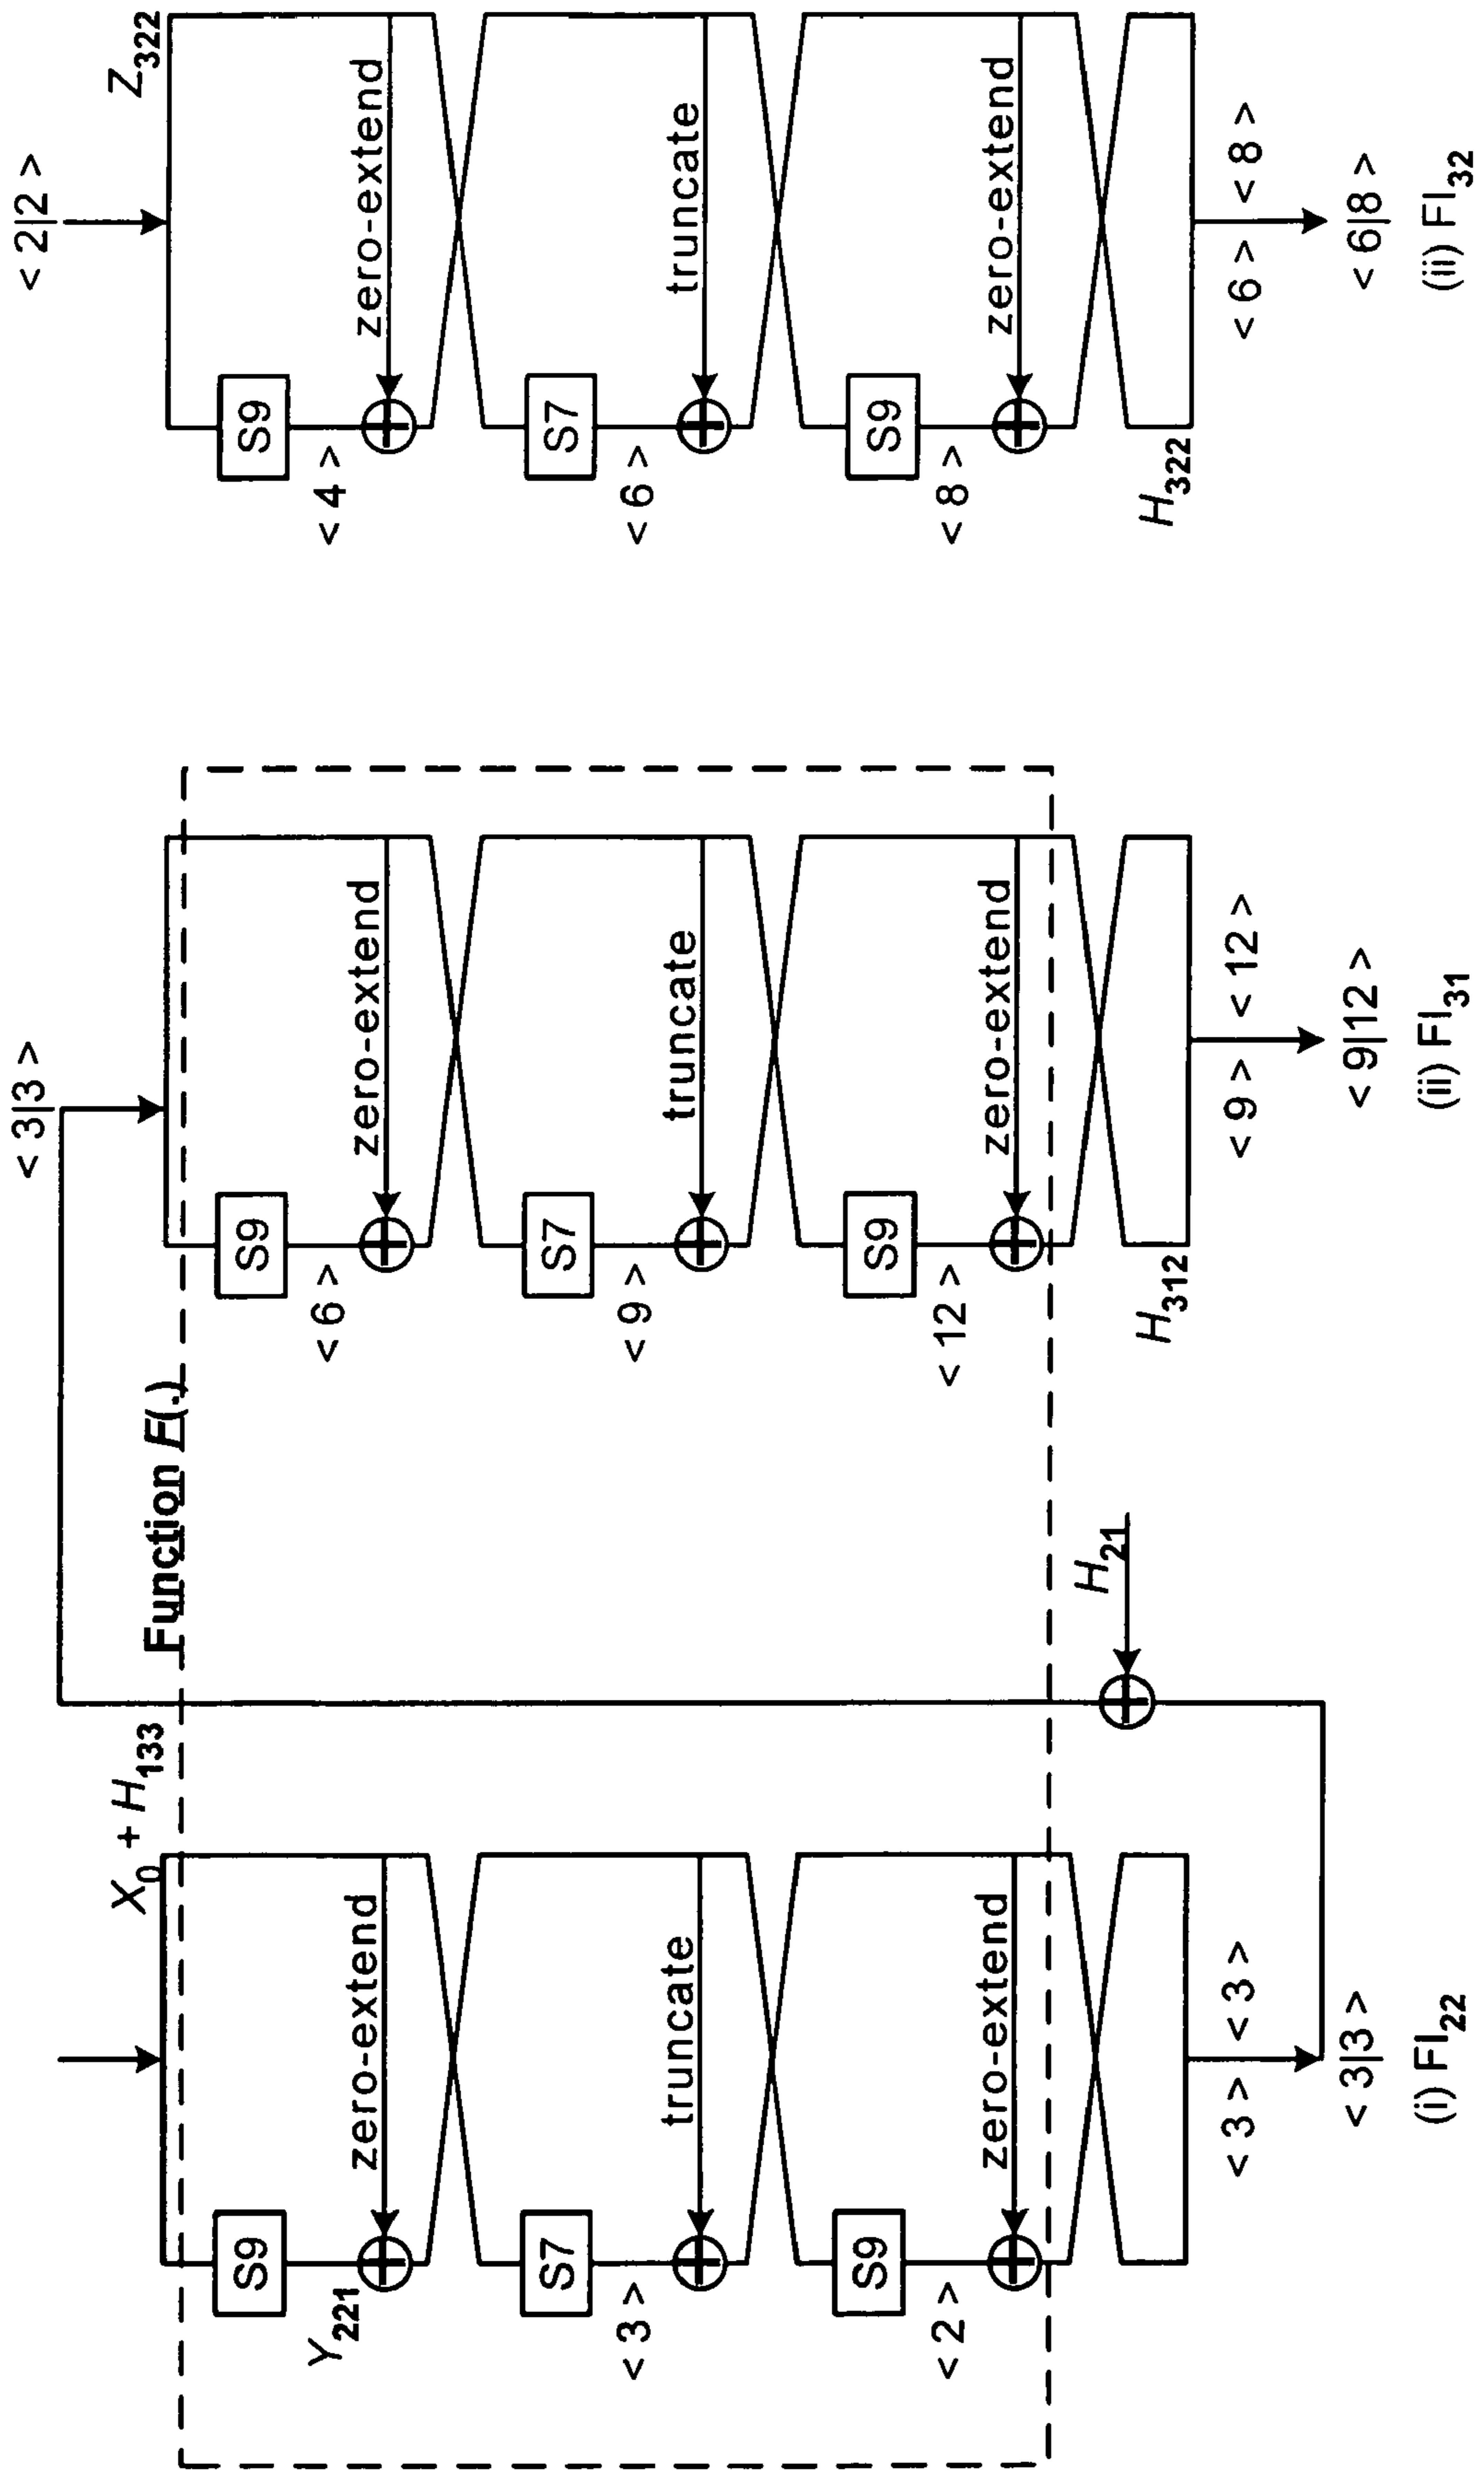 X₀ + H₁₃₃
S9
zero-extend
Y₂₂₁
S7
truncate
< 3 >
S9
zero-extend
< 2 >
< 3 > < 3 >
< 3|3 >
(i) FI₂₂
Function E(.)
H₂₁
< 3|3 >
S9
zero-extend
< 6 >
S7
truncate
< 9 >
S9
zero-extend
< 12 >
H₃₁₂
< 9 > < 12 >
< 9|12 >
(ii) FI₃₁
< 2|2 >
Z₃₂₂
S9
zero-extend
< 4 >
S7
truncate
< 6 >
S9
zero-extend
< 8 >
H₃₂₂
< 6 > < 8 >
< 6|8 >
(ii) FI₃₂